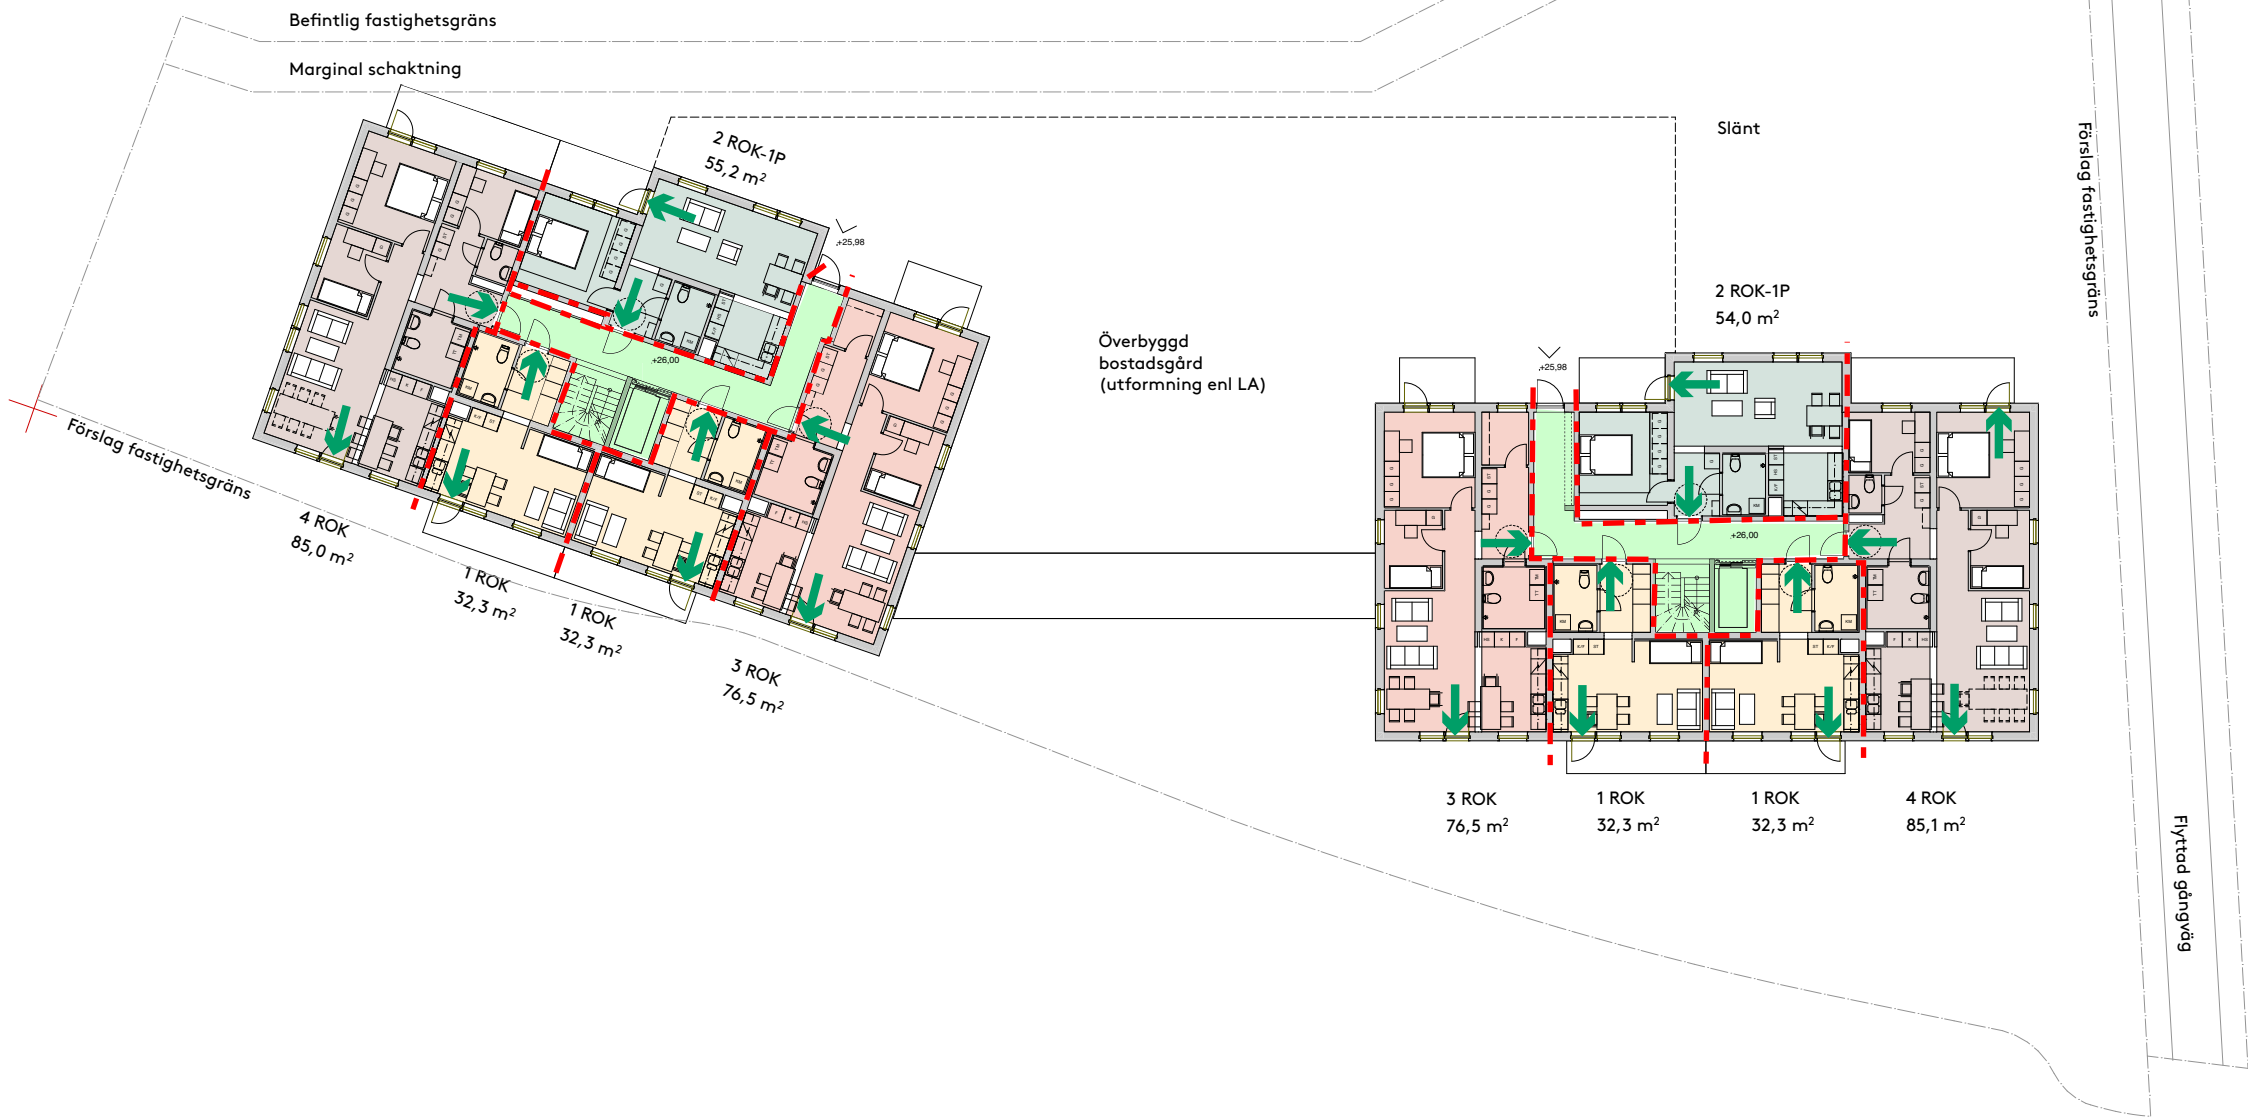 Befintlig fastighetsgräns
Marginal schaktning
Slänt
2 ROK-1P
55,2 m²
+25,98
+26,00
Förslag fastighetsgräns
Förslag fastighetsgräns
4 ROK
85,0 m²
1 ROK
32,3 m²
1 ROK
32,3 m²
3 ROK
76,5 m²
Överbyggd
bostadsgård
(utformning enl LA)
2 ROK-1P
54,0 m²
+25,98
+26,00
3 ROK
76,5 m²
1 ROK
32,3 m²
1 ROK
32,3 m²
4 ROK
85,1 m²
Flyttad gångväg